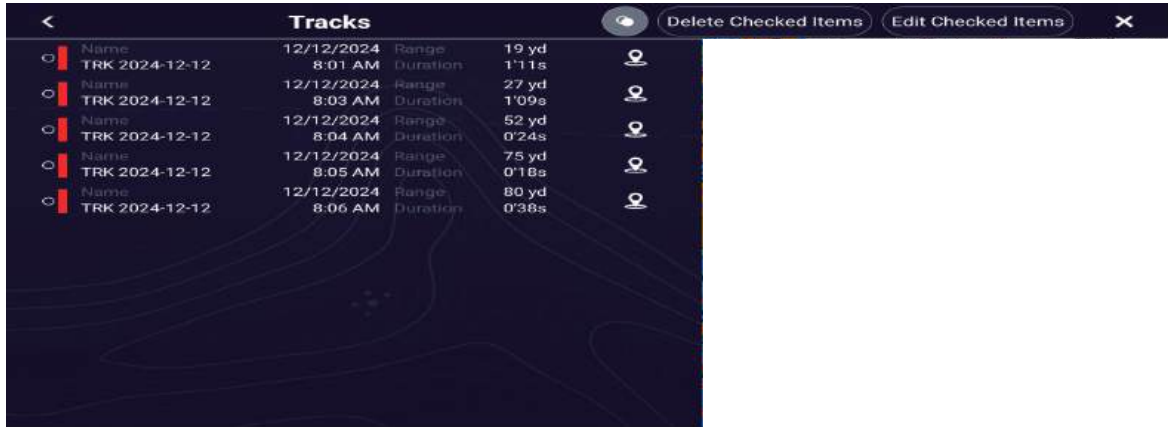 Tracks
Delete Checked Items
Edit Checked Items
Name 12/12/2024 Range 19 yd
TRK 2024-12-12 8:01 AM Duration 1'11s
Name 12/12/2024 Range 27 yd
TRK 2024-12-12 8:03 AM Duration 1'09s
Name 12/12/2024 Range 52 yd
TRK 2024-12-12 8:04 AM Duration 0'24s
Name 12/12/2024 Range 75 yd
TRK 2024-12-12 8:05 AM Duration 0'18s
Name 12/12/2024 Range 80 yd
TRK 2024-12-12 8:06 AM Duration 0'38s